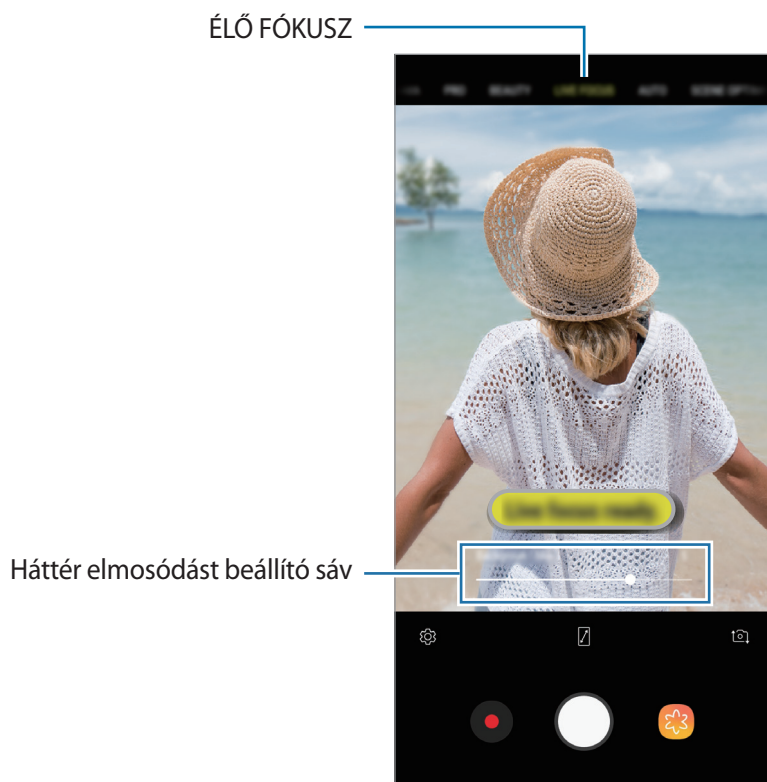 ÉLŐ FÓKUSZ
PRO BEAUTY LIVE FOCUS AUTO
Live focus ready
Háttér elmosódást beállító sáv